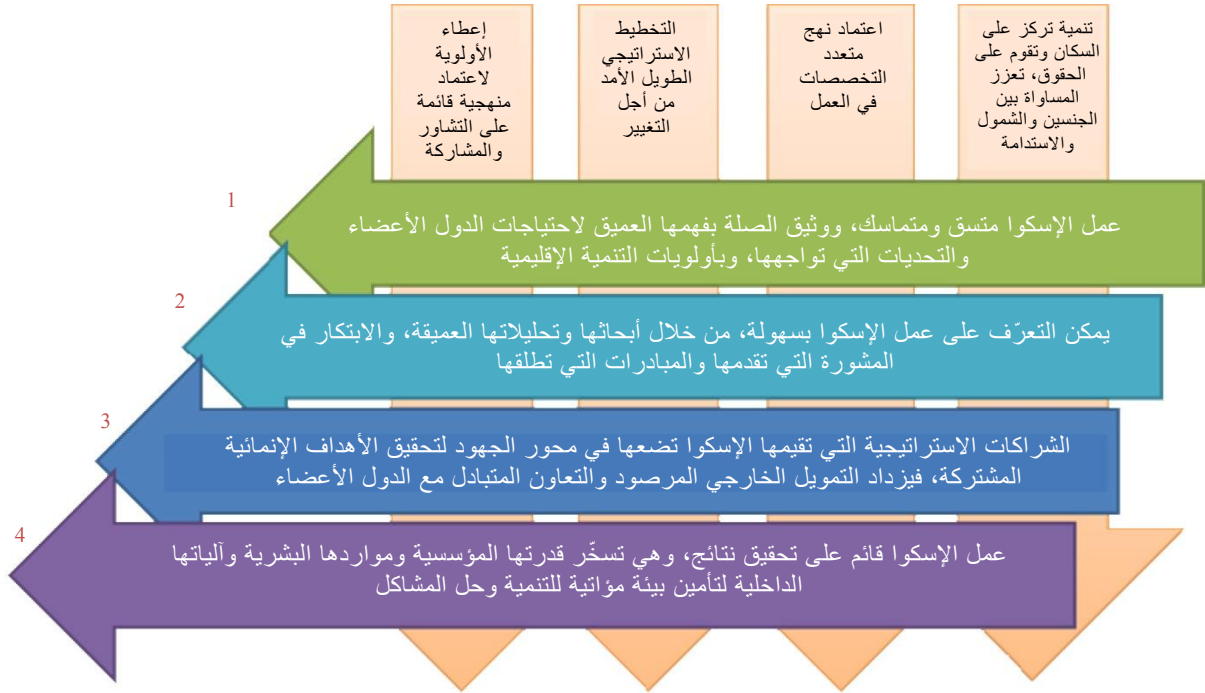 تنمية تركز على
السكان وتقوم على
الحقوق، تعزز
المساواة بين
الجنسين والشمول
والاستدامة
اعتماد نهج
متعدد
التخصصات
في العمل
التخطيط
الاستراتيجي
الطويل الأمد
من أجل
التغيير
إعطاء
الأولوية
لاعتماد
منهجية قائمة
على التشاور
والمشاركة
1
عمل الإسكوا متسق ومتماسك، ووثيق الصلة بفهمها العميق لاحتياجات الدول الأعضاء
والتحديات التي تواجهها، وبأولويات التنمية الإقليمية
2
يمكن التعرّف على عمل الإسكوا بسهولة، من خلال أبحاثها وتحليلاتها العميقة، والابتكار في
المشورة التي تقدمها والمبادرات التي تطلقها
3
الشراكات الاستراتيجية التي تقيمها الإسكوا تضعها في محور الجهود لتحقيق الأهداف الإنمائية
المشتركة، فيزداد التمويل الخارجي المرصود والتعاون المتبادل مع الدول الأعضاء
4
عمل الإسكوا قائم على تحقيق نتائج، وهي تسخّر قدرتها المؤسسية ومواردها البشرية وآلياتها
الداخلية لتأمين بيئة مؤاتية للتنمية وحل المشاكل